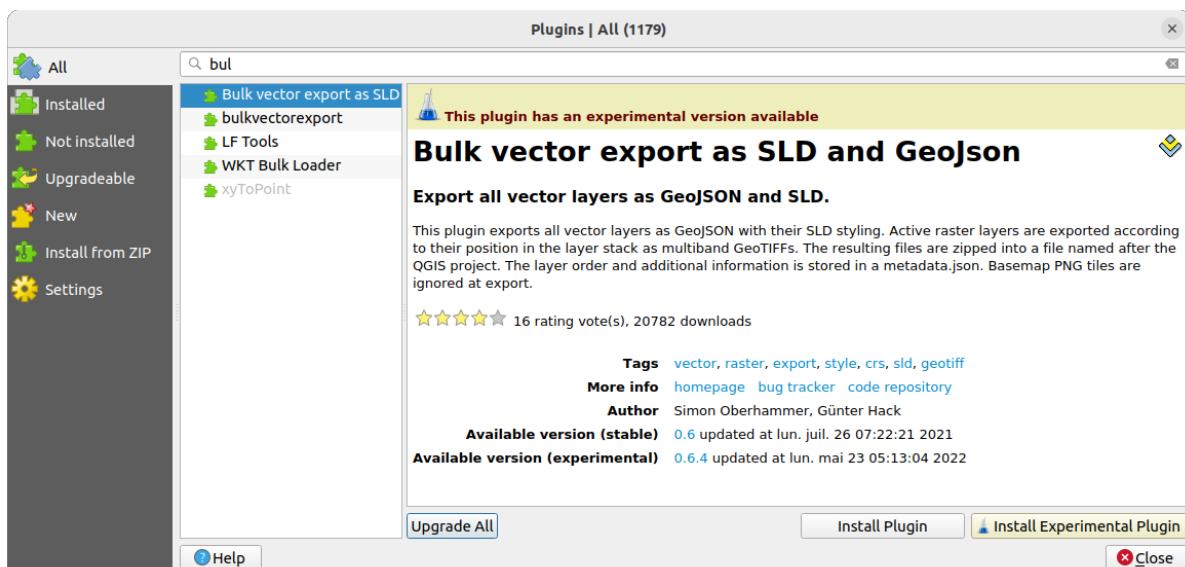 Plugins | All (1179)
All
bul
Installed
Not installed
Upgradeable
New
Install from ZIP
Settings
Bulk vector export as SLD
bulkvectorexport
LF Tools
WKT Bulk Loader
xyToPoint
This plugin has an experimental version available
Bulk vector export as SLD and GeoJson
Export all vector layers as GeoJSON and SLD.
This plugin exports all vector layers as GeoJSON with their SLD styling. Active raster layers are exported according
to their position in the layer stack as multiband GeoTIFFs. The resulting files are zipped into a file named after the
QGIS project. The layer order and additional information is stored in a metadata.json. Basemap PNG tiles are
ignored at export.
16 rating vote(s), 20782 downloads
Tags vector, raster, export, style, crs, sld, geotiff
More info homepage bug tracker code repository
Author Simon Oberhammer, Günter Hack
Available version (stable) 0.6 updated at lun. juil. 26 07:22:21 2021
Available version (experimental) 0.6.4 updated at lun. mai 23 05:13:04 2022
Upgrade All
Install Plugin
Install Experimental Plugin
Help
Close